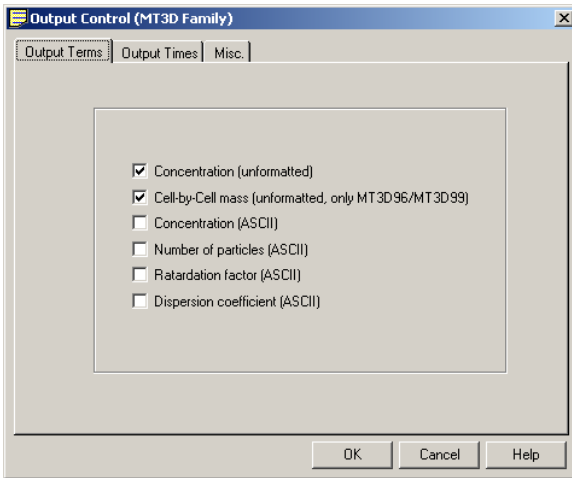 Output Control (MT3D Family)
Output Terms Output Times Misc.
Concentration (unformatted)
Cell-by-Cell mass (unformatted, only MT3D96/MT3D99)
Concentration (ASCII)
Number of particles (ASCII)
Ratardation factor (ASCII)
Dispersion coefficient (ASCII)
OK Cancel Help